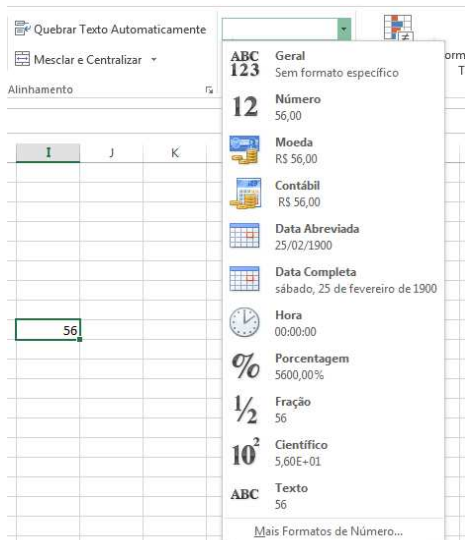 Quebrar Texto Automaticamente
Mesclar e Centralizar
Alinhamento
orm
T
I J K
56
ABC
123
Geral
Sem formato específico
12
Número
56,00
Moeda
R$ 56,00
Contábil
R$ 56,00
Data Abreviada
25/02/1900
Data Completa
sábado, 25 de fevereiro de 1900
Hora
00:00:00
%
Porcentagem
5600,00%
½
Fração
56
10²
Científico
5,60E+01
ABC
Texto
56
Mais Formatos de Número...